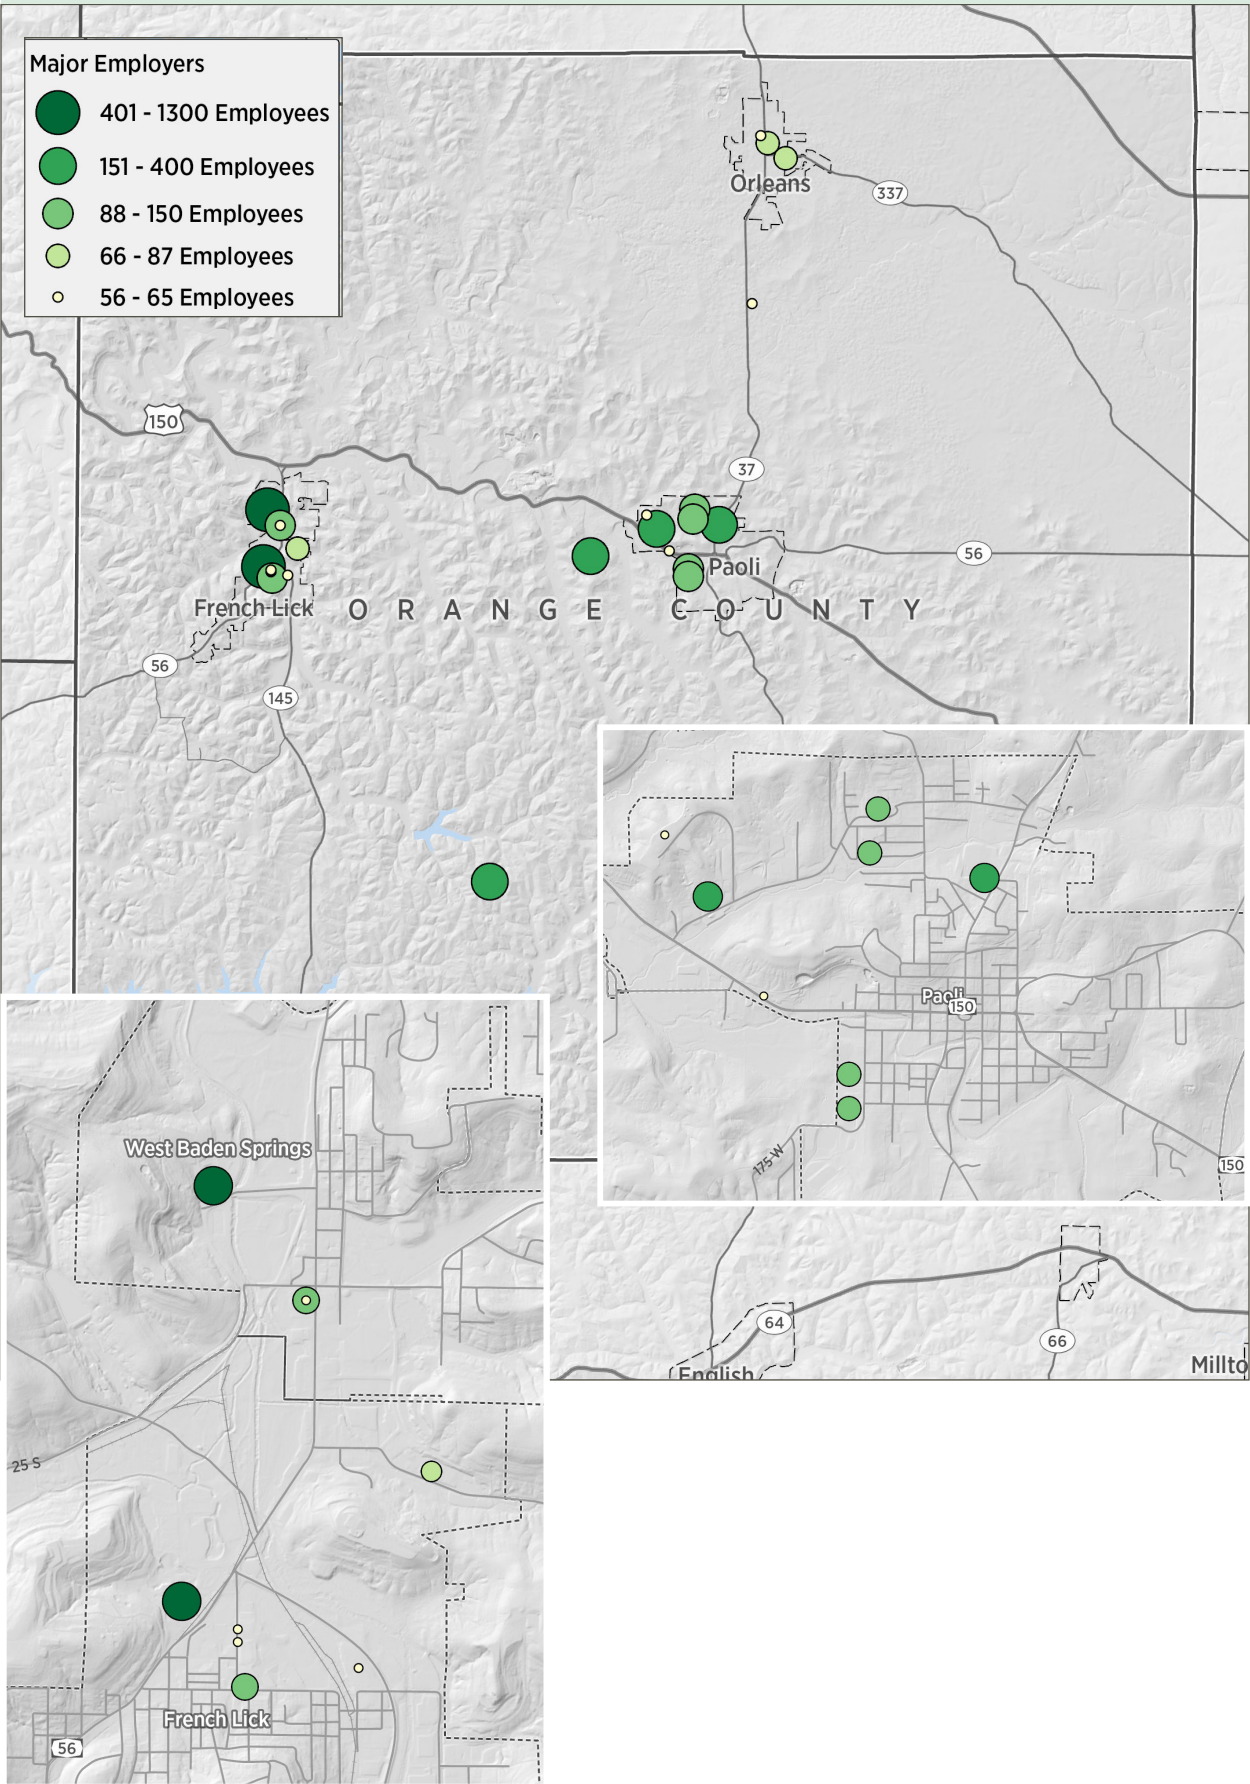 Major Employers
401 - 1300 Employees
151 - 400 Employees
88 - 150 Employees
66 - 87 Employees
56 - 65 Employees
Orleans
337
150
37
56
Paoli
French Lick
ORANGE COUNTY
56
145
Paoli
150
175 W
150
West Baden Springs
25 S
French Lick
56
64
English
66
Millto